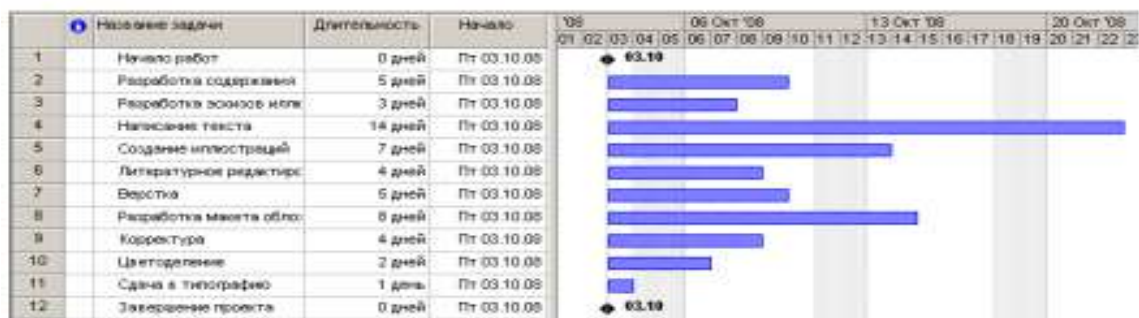 Название задачи Длительность Начало '08 06 Окт '08 13 Окт '08 20 Окт '08
01 02 03 04 05 06 07 08 09 10 11 12 13 14 15 16 17 18 19 20 21 22
1 Начало работ 0 дней Пт 03.10.08 03.10
2 Разработка содержания 5 дней Пт 03.10.08
3 Разработка эскизов илл 3 дней Пт 03.10.08
4 Написание текста 14 дней Пт 03.10.08
5 Создание иллюстраций 7 дней Пт 03.10.08
6 Литературное редактирс 4 дней Пт 03.10.08
7 Верстка 5 дней Пт 03.10.08
8 Разработка макета обло 8 дней Пт 03.10.08
9 Корректура 4 дней Пт 03.10.08
10 Цветоделение 2 дней Пт 03.10.08
11 Сдача в типографию 1 день Пт 03.10.08
12 Завершение проекта 0 дней Пт 03.10.08 03.10